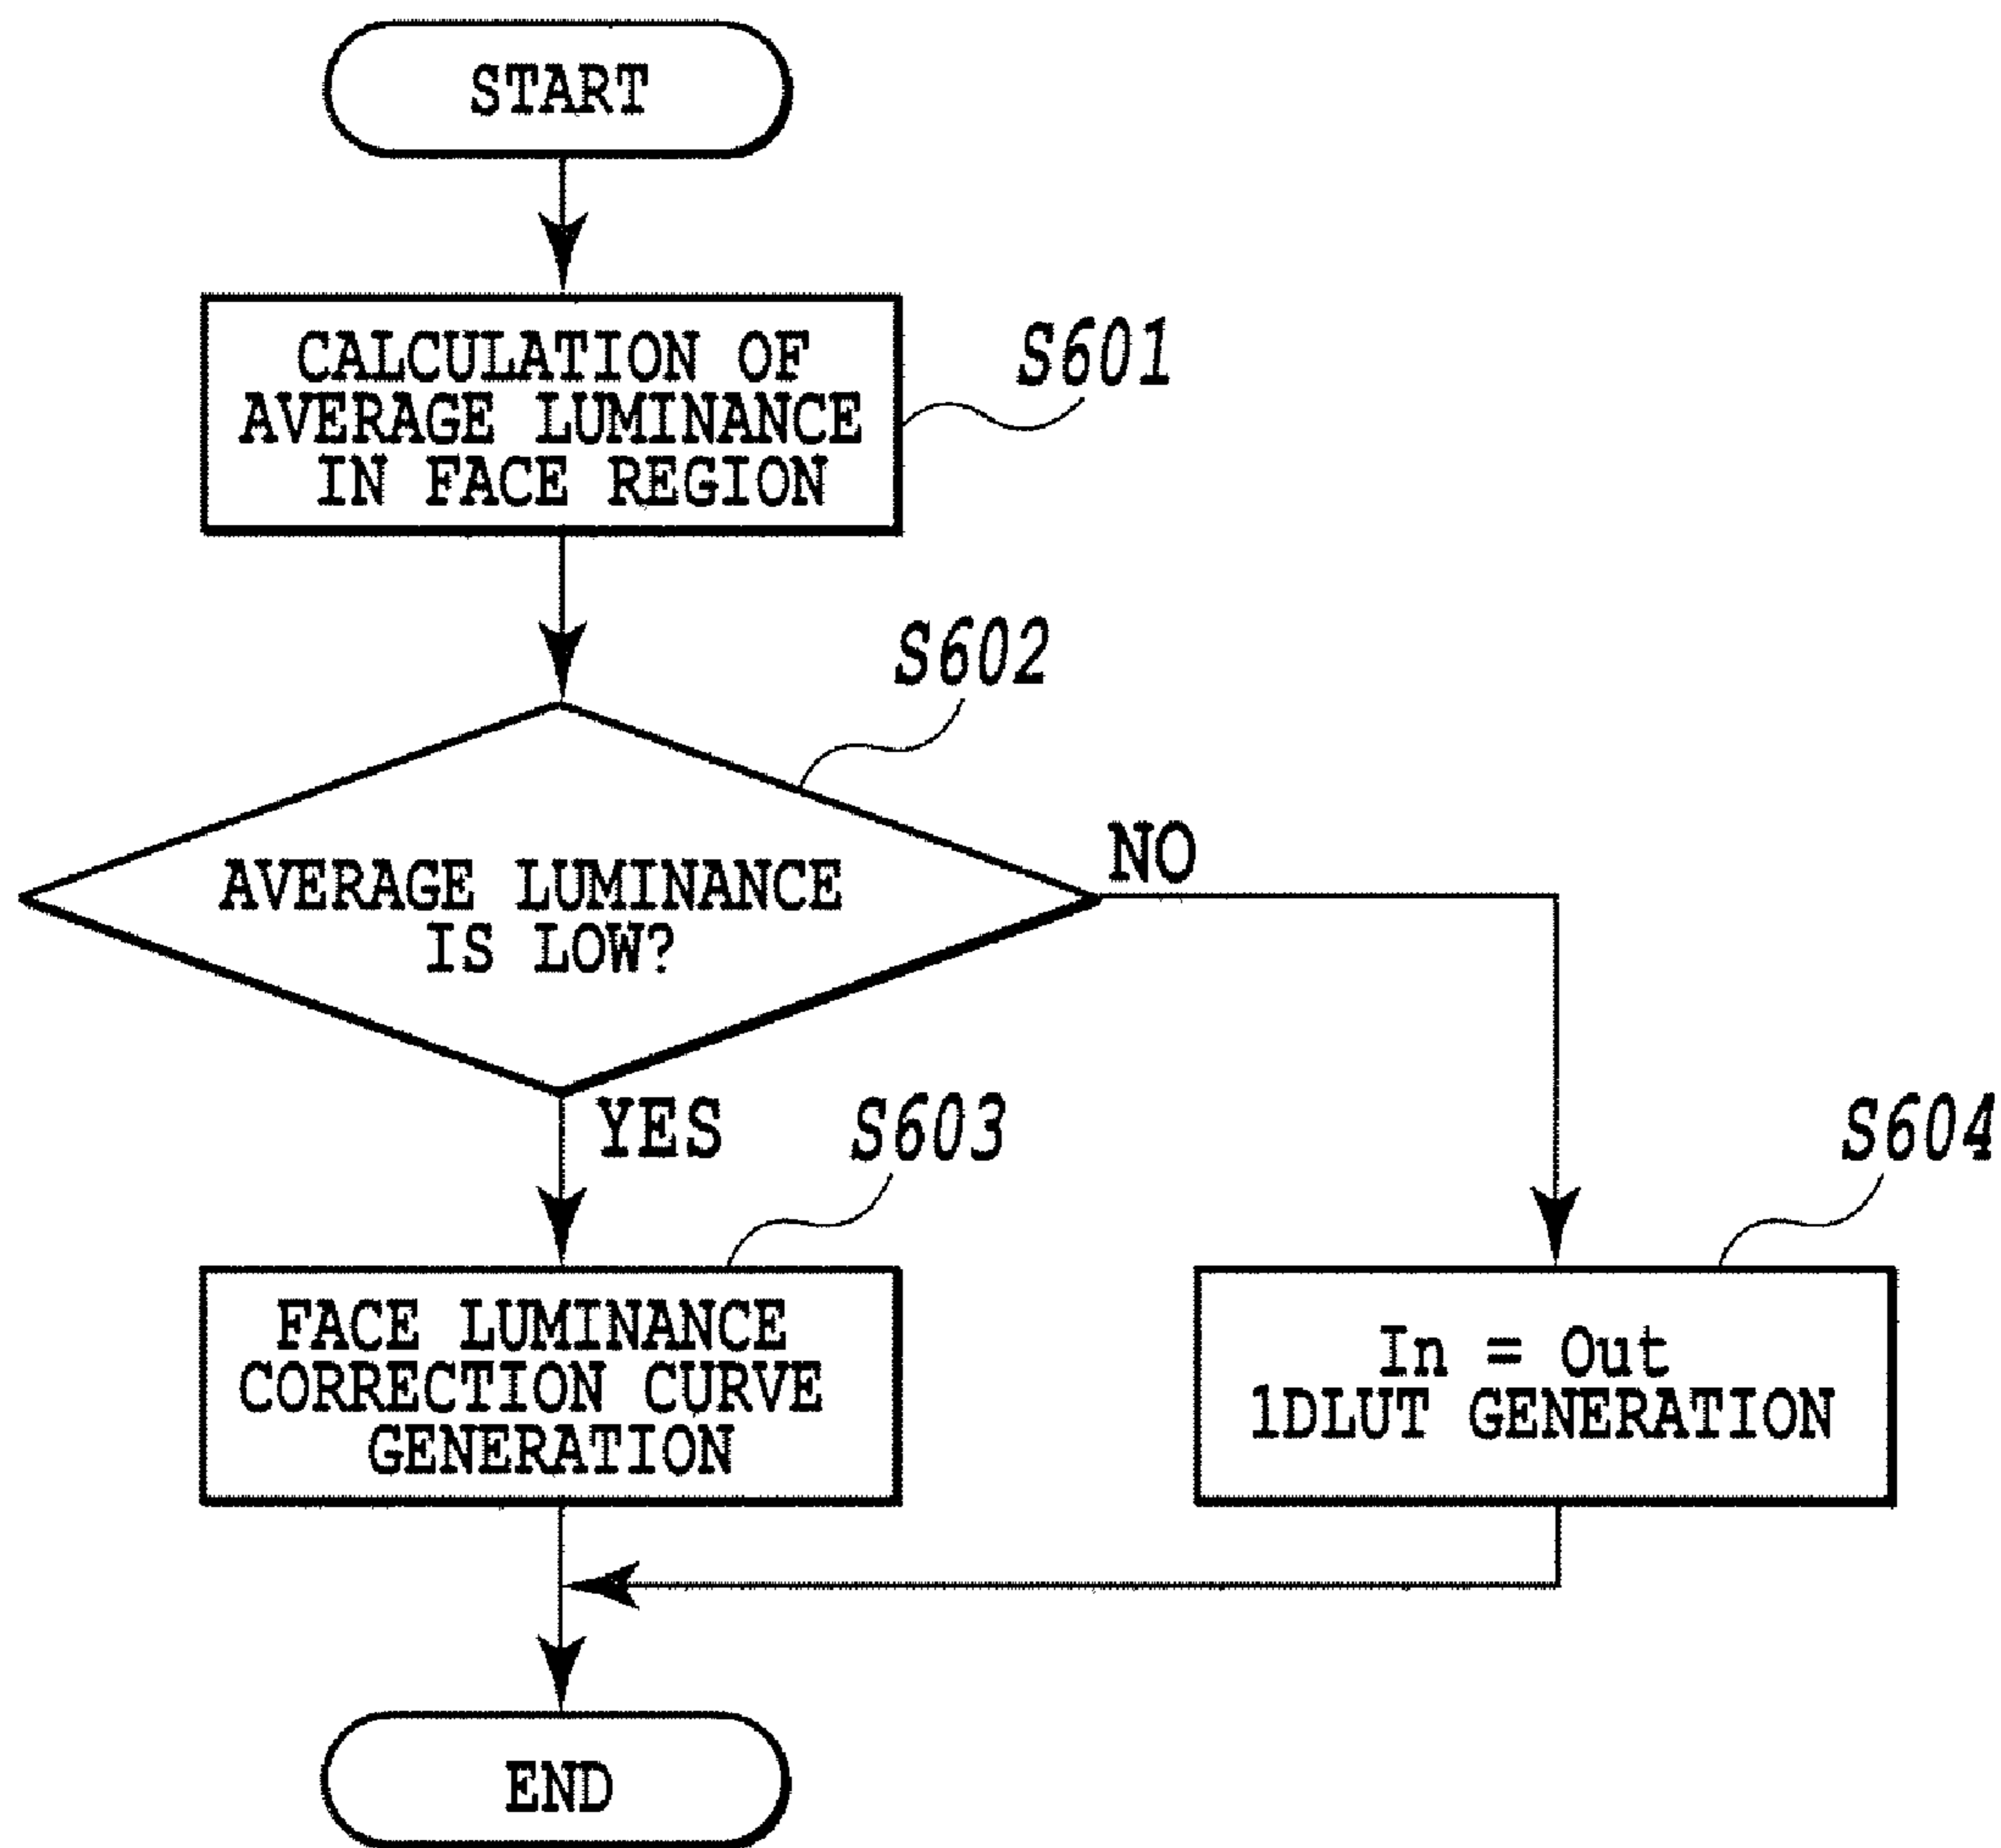 START
CALCULATION OF
AVERAGE LUMINANCE
IN FACE REGION
S601
S602
AVERAGE LUMINANCE
IS LOW?
NO
YES
S603
S604
FACE LUMINANCE
CORRECTION CURVE
GENERATION
In = Out
1DLUT GENERATION
END